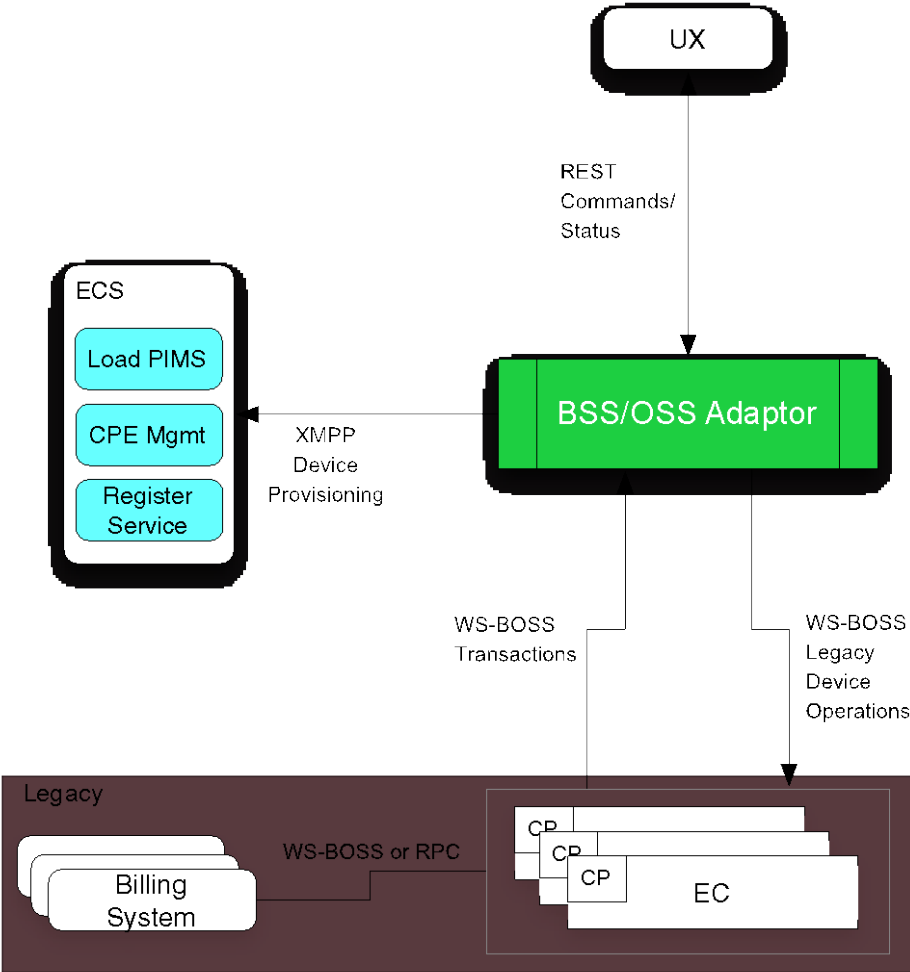 UX
REST
Commands/
Status
ECS
Load PIMS
CPE Mgmt
Register
Service
BSS/OSS Adaptor
XMPP
Device
Provisioning
WS-BOSS
Transactions
WS-BOSS
Legacy
Device
Operations
Legacy
WS-BOSS or RPC
Billing
System
CP
CP
CP
EC